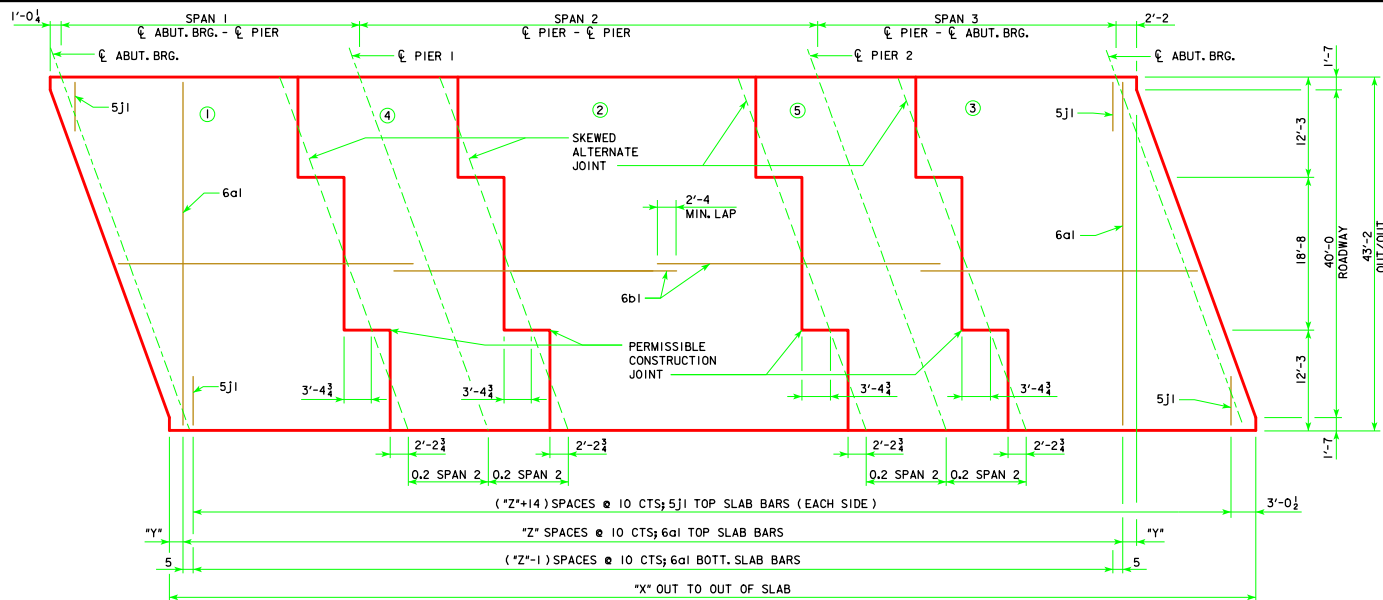 1'-0¼
SPAN 1
℄ ABUT. BRG. - ℄ PIER
SPAN 2
℄ PIER - ℄ PIER
SPAN 3
℄ PIER - ℄ ABUT. BRG.
2'-2
℄ ABUT. BRG.
℄ PIER 1
℄ PIER 2
℄ ABUT. BRG.
1'-7
5j1
1
4
2
5
3
5j1
SKEWED
ALTERNATE
JOINT
12'-3
6a1
2'-4
MIN. LAP
6a1
18'-8
40'-0
ROADWAY
43'-2
OUT/OUT
6b1
PERMISSIBLE
CONSTRUCTION
JOINT
12'-3
5j1
3'-4¾
3'-4¾
3'-4¾
3'-4¾
5j1
1'-7
2'-2¾
2'-2¾
2'-2¾
2'-2¾
0.2 SPAN 2
0.2 SPAN 2
0.2 SPAN 2
0.2 SPAN 2
("Z"+14) SPACES @ 10 CTS; 5j1 TOP SLAB BARS (EACH SIDE)
3'-0½
"Y"
"Z" SPACES @ 10 CTS; 6a1 TOP SLAB BARS
"Y"
5
("Z"-1) SPACES @ 10 CTS; 6a1 BOTT. SLAB BARS
5
"X" OUT TO OUT OF SLAB